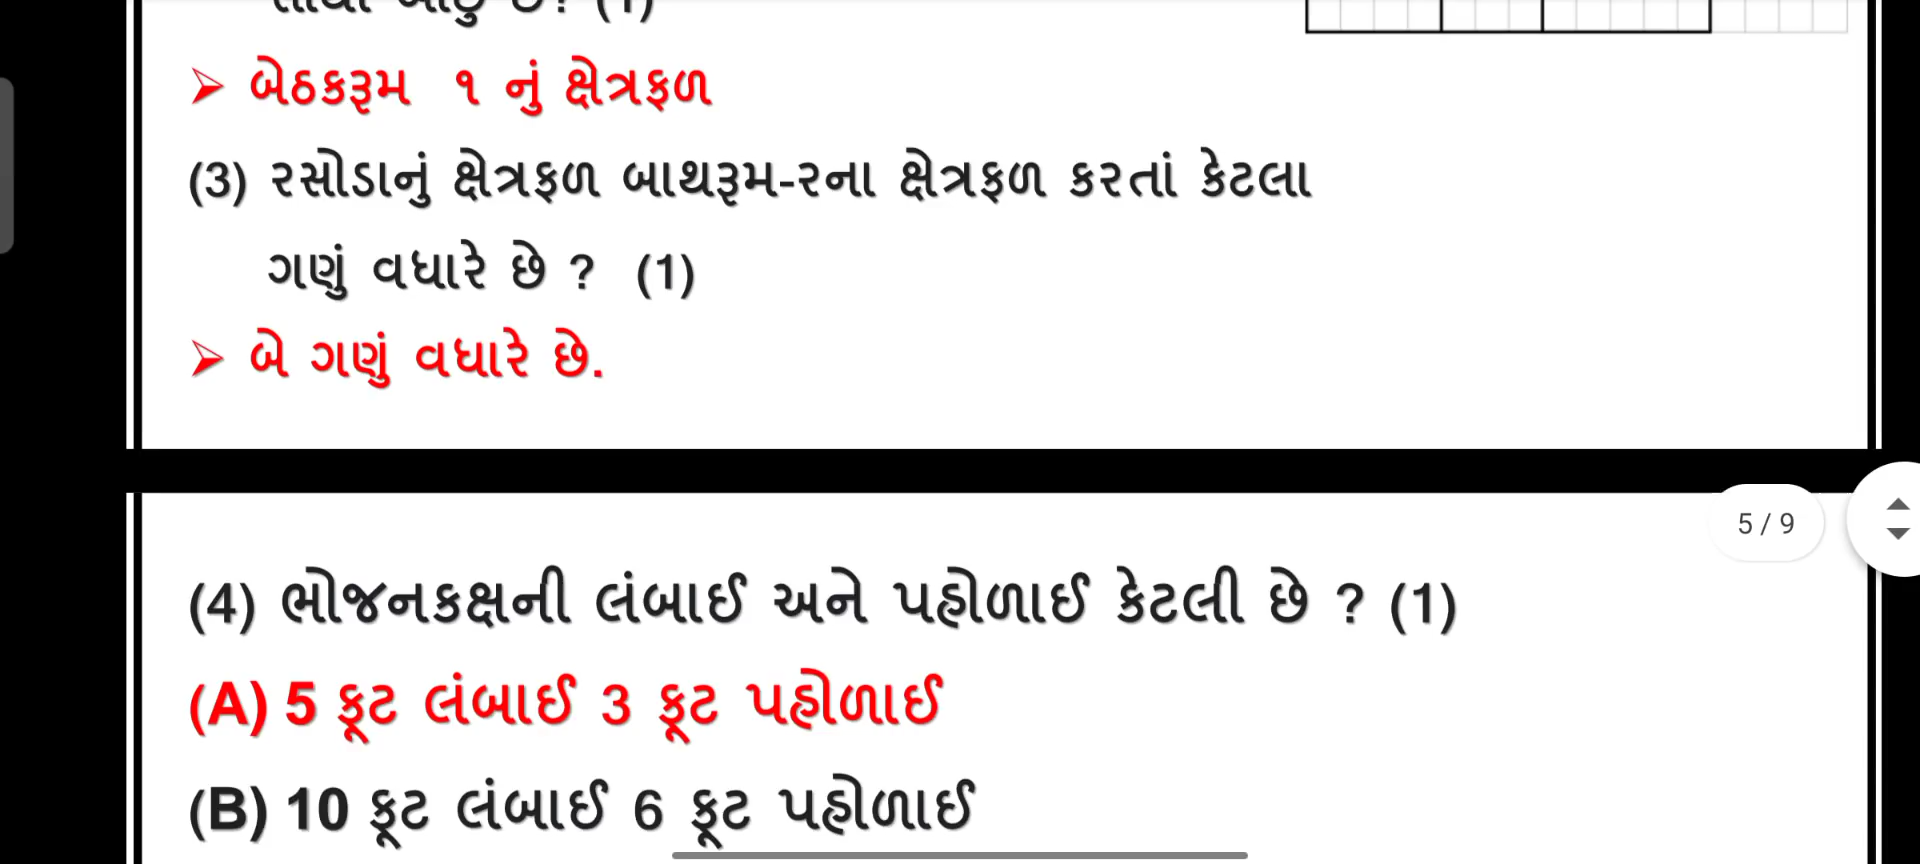 ➢ બેઠકરૂમ ૧ નું ક્ષેત્રફળ
(3) રસોડાનું ક્ષેત્રફળ બાથરૂમ-રના ક્ષેત્રફળ કરતાં કેટલા
ગણું વધારે છે ? (1)
➢ બે ગણું વધારે છે.
5 / 9
(4) ભોજનકક્ષની લંબાઈ અને પહોળાઈ કેટલી છે ? (1)
(A) 5 ફૂટ લંબાઈ 3 ફૂટ પહોળાઈ
(B) 10 ફૂટ લંબાઈ 6 ફૂટ પહોળાઈ